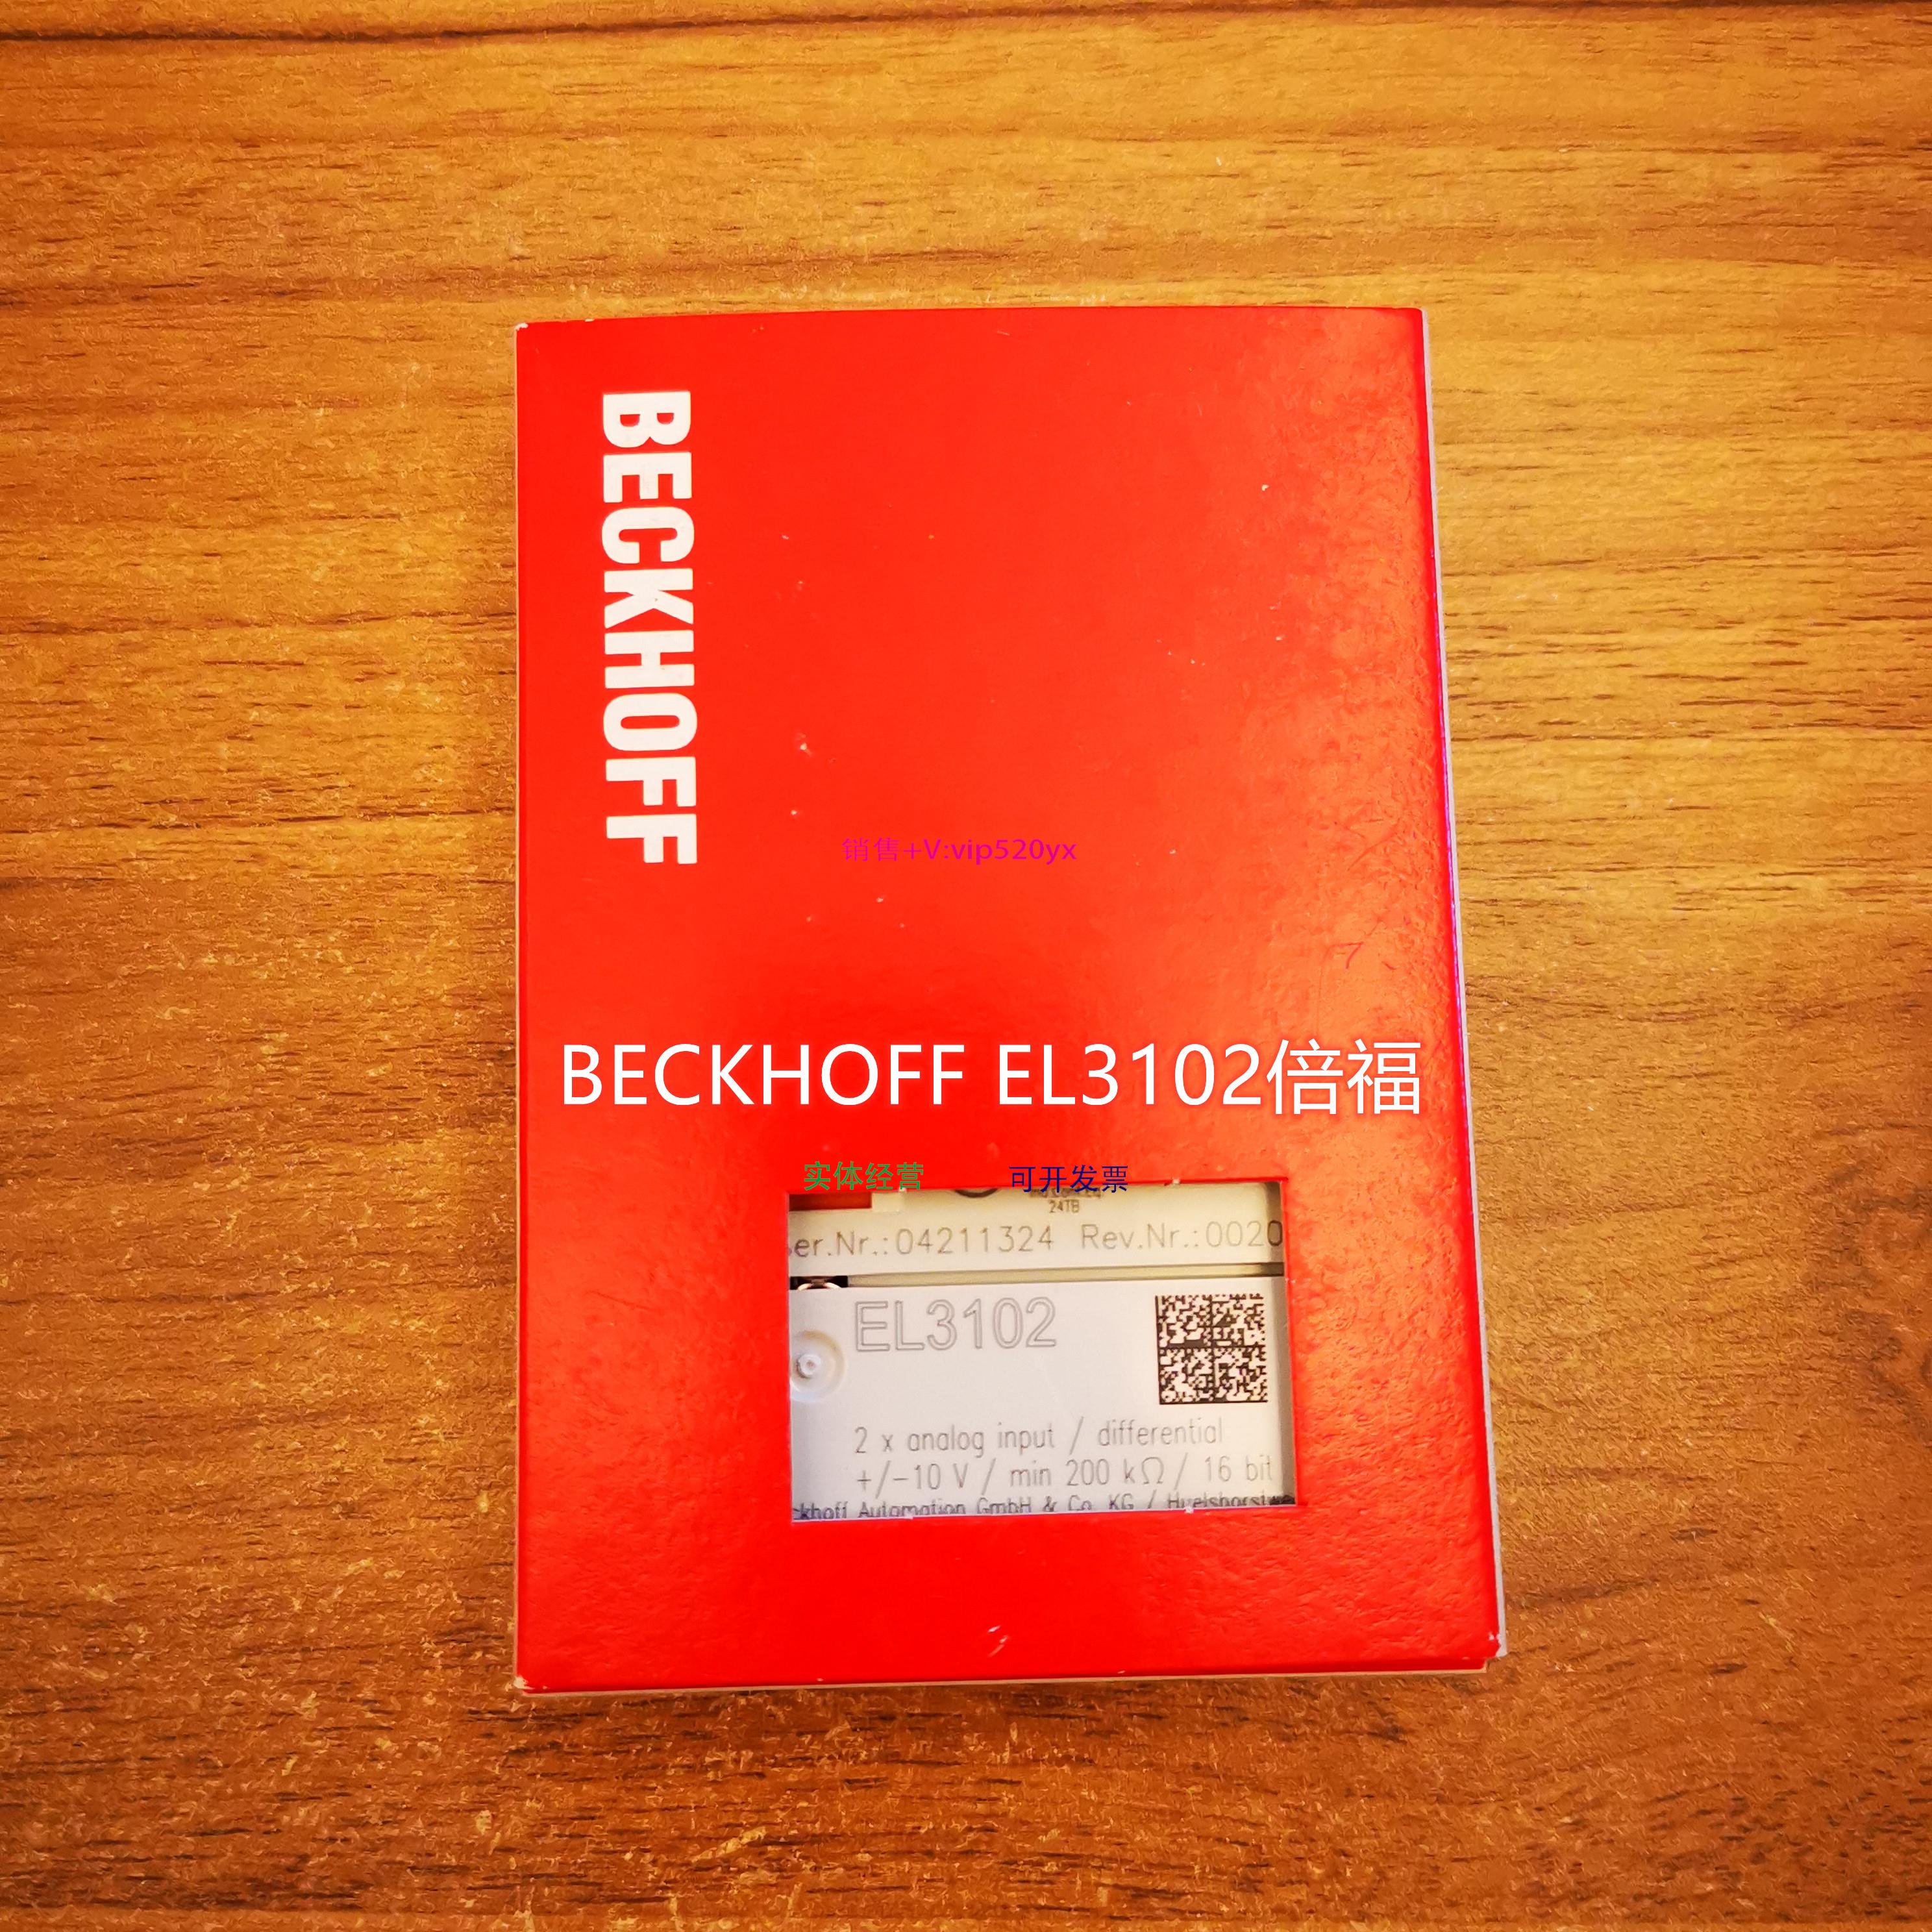 BECKHOFF
销售+V:vip520yx
BECKHOFF EL3102倍福
实体经营 可开发票
24TB
er.Nr.:04211324 Rev.Nr.:0020
EL3102
2 x analog input / differential
+/-10 V / min 200 kΩ / 16 bit
ckhoff Automation GmbH & Co. KG / Huelshorstwe